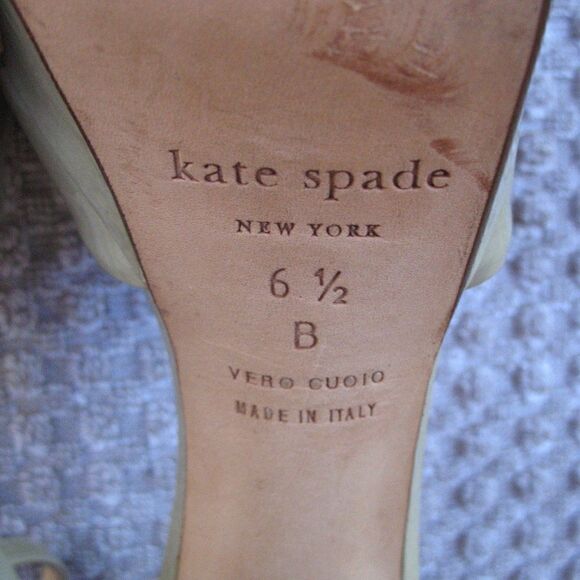 kate spade
NEW YORK
6 ½
B
VERO CUOIO
MADE IN ITALY